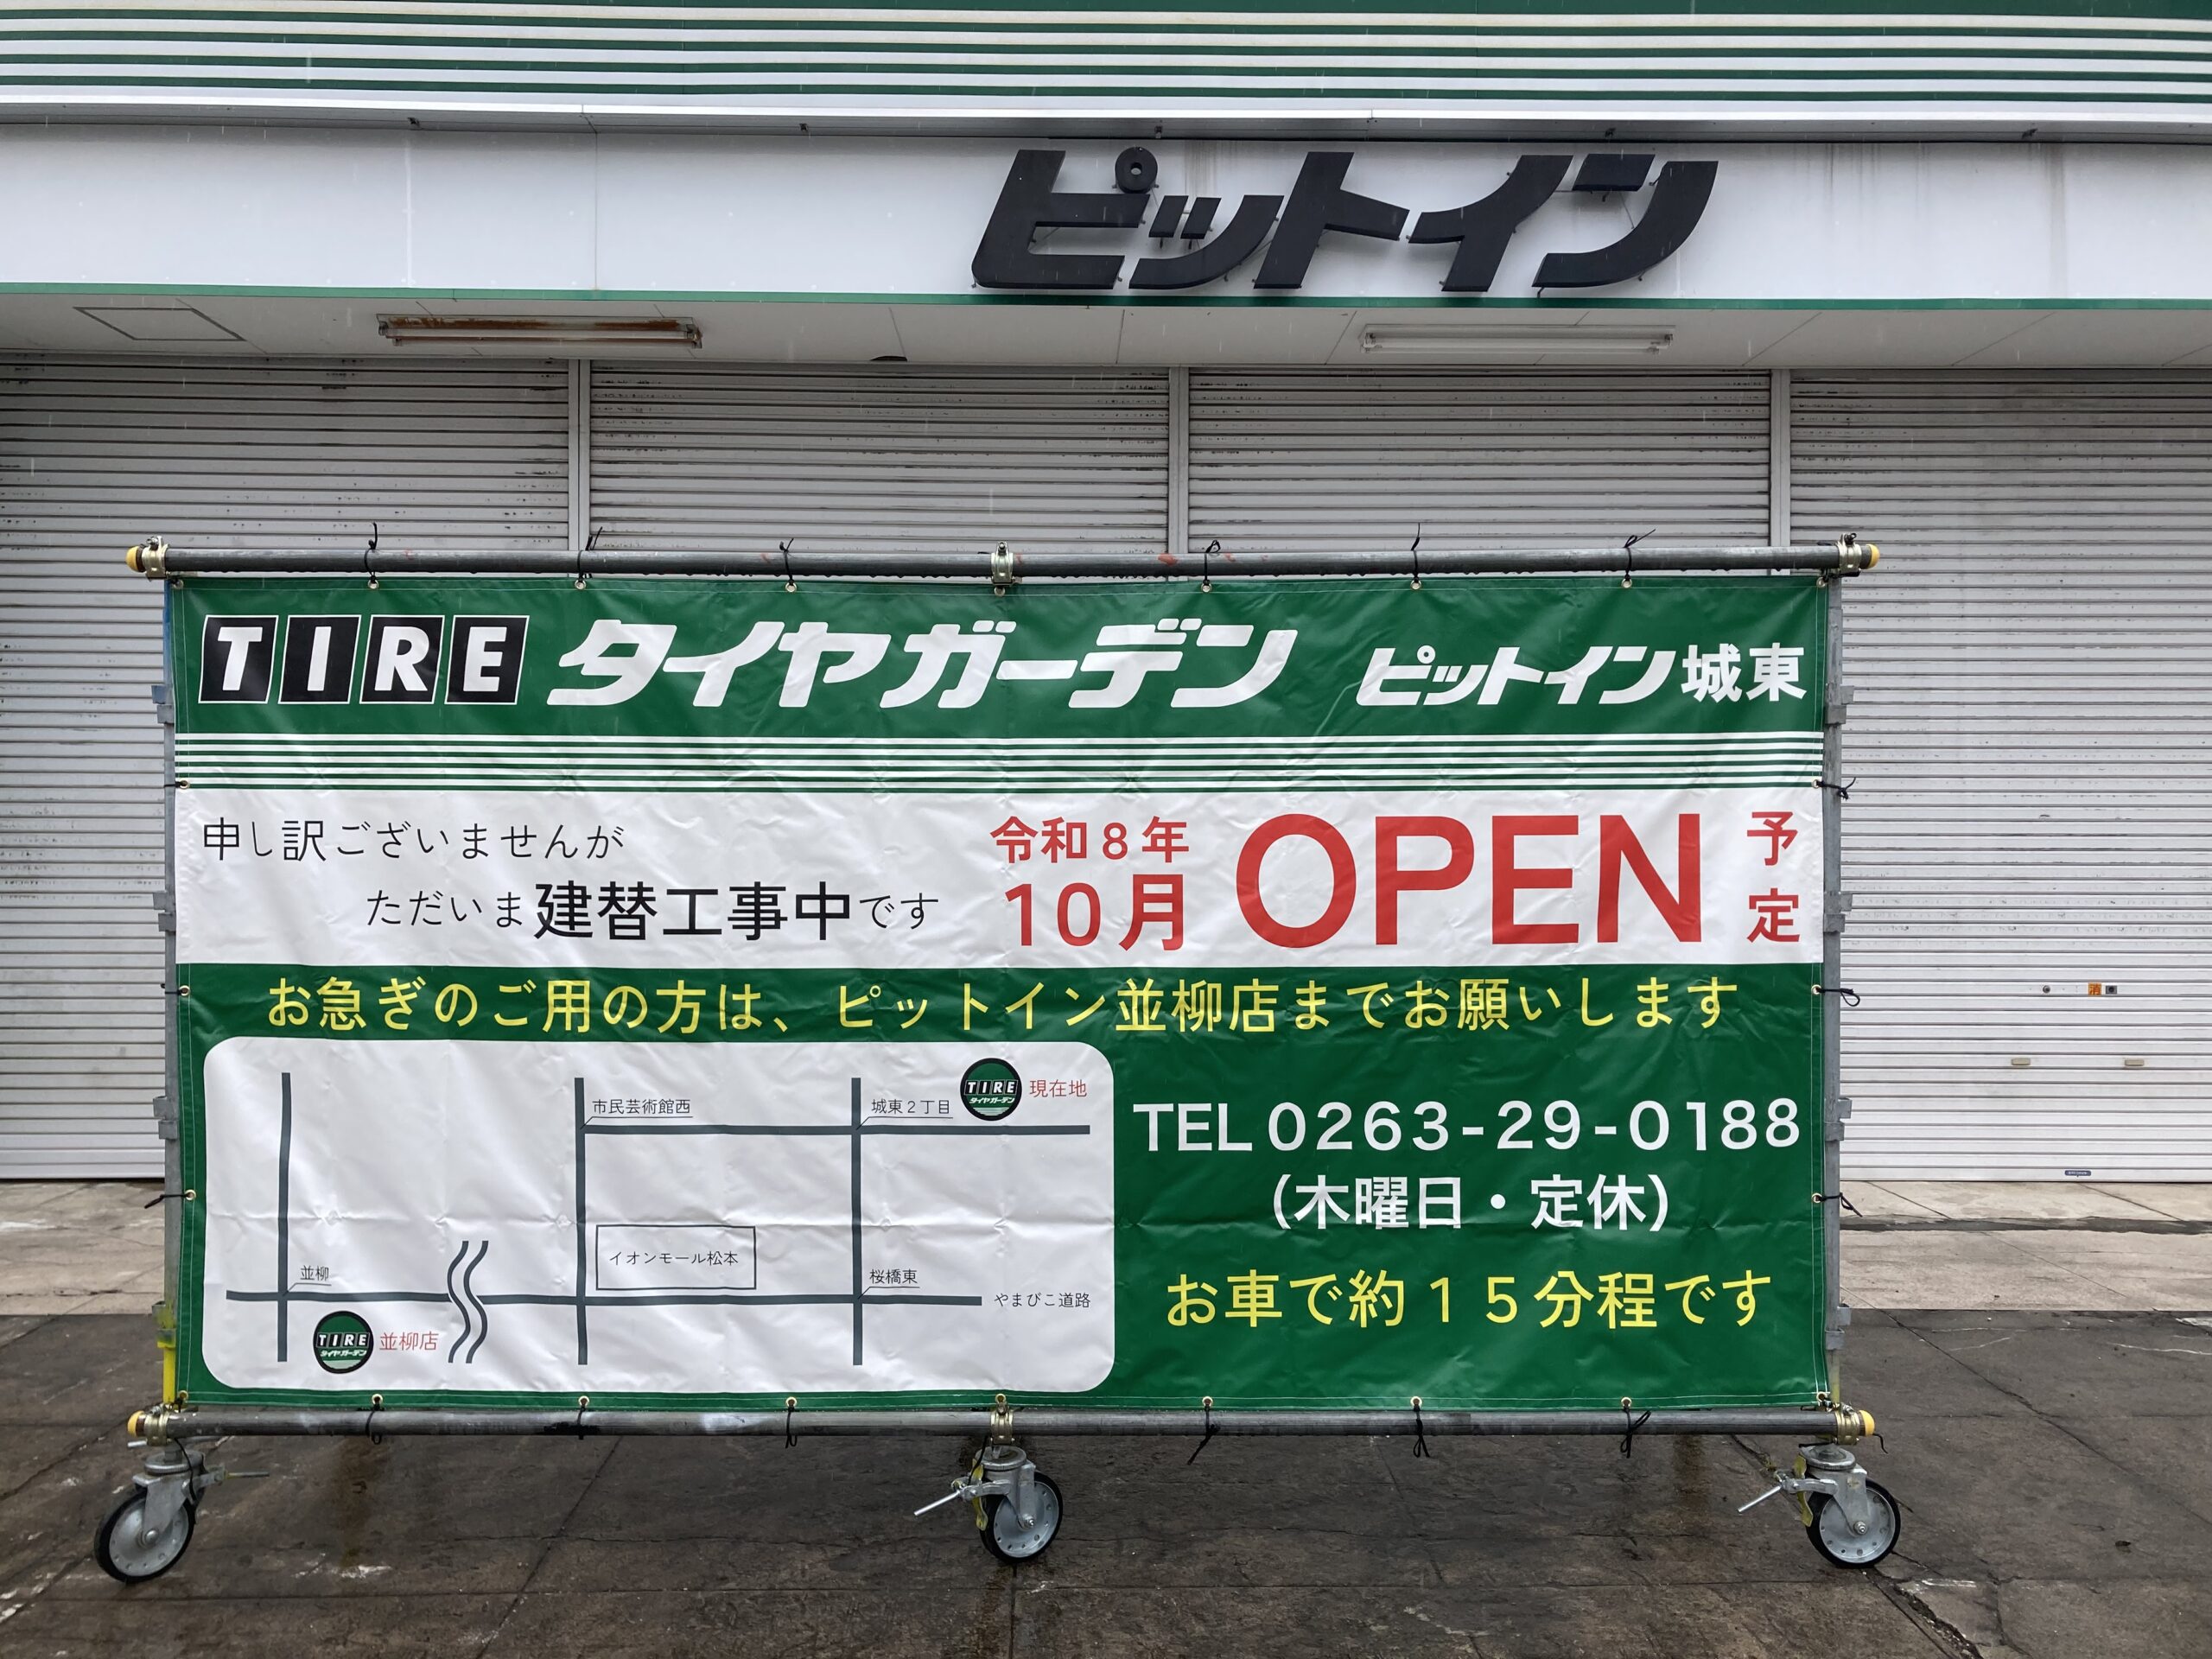 ピットイン
TIRE タイヤガーデン ピットイン城東
申し訳ございませんが
ただいま建替工事中です
令和８年
10月
OPEN
予定
お急ぎのご用の方は、ピットイン並柳店までお願いします
TIRE
タイヤガーデン
現在地
市民芸術館西
城東２丁目
イオンモール松本
並柳
桜橋東
やまびこ道路
TIRE
タイヤガーデン
並柳店
TEL 0263-29-0188
（木曜日・定休）
お車で約１５分程です